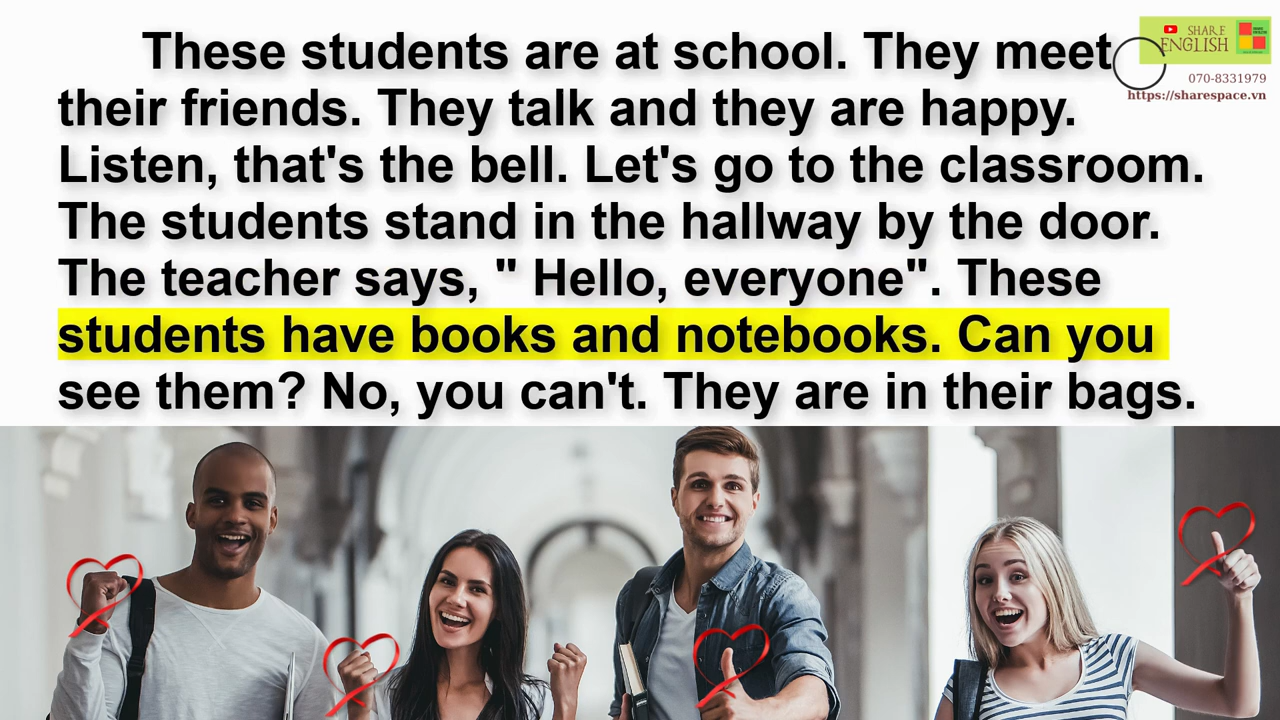 These students are at school. They meet
their friends. They talk and they are happy.
Listen, that's the bell. Let's go to the classroom.
The students stand in the hallway by the door.
The teacher says, " Hello, everyone". These
students have books and notebooks. Can you
see them? No, you can't. They are in their bags.
SHARE
ENGLISH
070-8331979
https://sharespace.vn